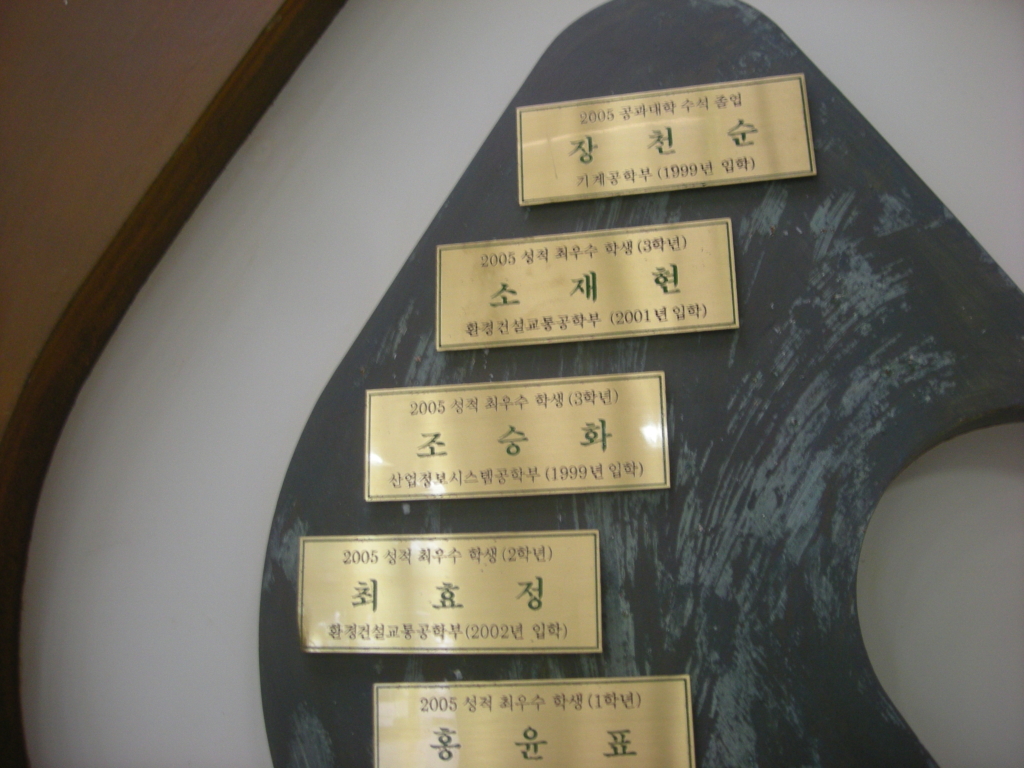 2005 공과대학 수석 졸업
장 천 순
기계공학부 (1999년 입학)
2005 성적 최우수 학생 (3학년)
소 재 헌
환경건설교통공학부 (2001년 입학)
2005 성적 최우수 학생 (3학년)
조 승 화
산업정보시스템공학부 (1999년 입학)
2005 성적 최우수 학생 (2학년)
최 효 정
환경건설교통공학부 (2002년 입학)
2005 성적 최우수 학생 (1학년)
홍 윤 표